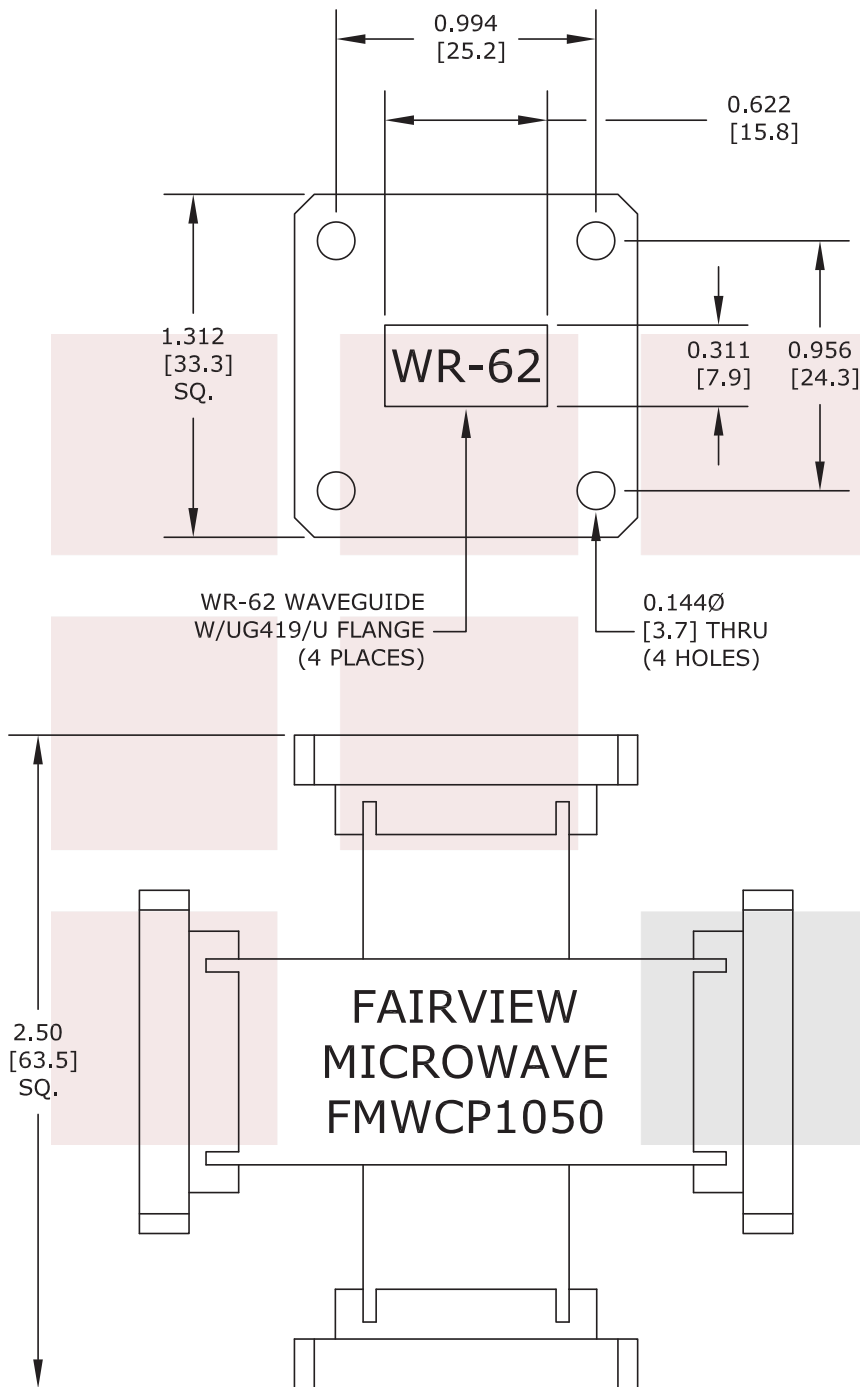 0.994
[25.2]
0.622
[15.8]
1.312
[33.3]
SQ.
WR-62
0.311
[7.9]
0.956
[24.3]
WR-62 WAVEGUIDE
W/UG419/U FLANGE
(4 PLACES)
0.144Ø
[3.7] THRU
(4 HOLES)
2.50
[63.5]
SQ.
FAIRVIEW
MICROWAVE
FMWCP1050